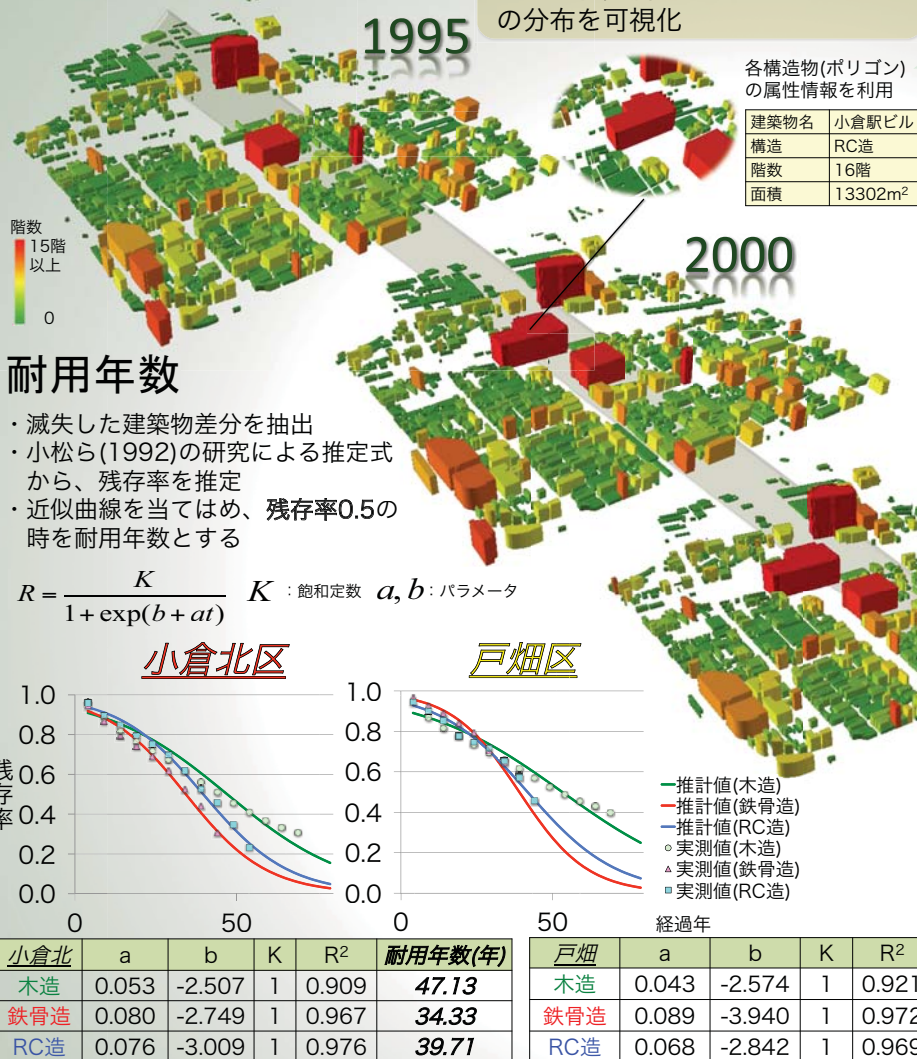 の分布を可視化
1995
各構造物(ポリゴン)
の属性情報を利用
建築物名 小倉駅ビル
構造 RC造
階数 16階
面積 13302m²
2000
階数
15階
以上
0
耐用年数
・滅失した建築物差分を抽出
・小松ら(1992)の研究による推定式
から、残存率を推定
・近似曲線を当てはめ、残存率0.5の
時を耐用年数とする
R = K / (1 + exp(b + at)) K :飽和定数 a, b : パラメータ
小倉北区
戸畑区
残存率
1.0
0.8
0.6
0.4
0.2
0.0
0 50
1.0
0.8
0.6
0.4
0.2
0.0
0 50
経過年
推計値(木造)
推計値(鉄骨造)
推計値(RC造)
実測値(木造)
実測値(鉄骨造)
実測値(RC造)
小倉北 a b K R² 耐用年数(年)
木造 0.053 -2.507 1 0.909 47.13
鉄骨造 0.080 -2.749 1 0.967 34.33
RC造 0.076 -3.009 1 0.976 39.71
戸畑 a b K R²
木造 0.043 -2.574 1 0.921
鉄骨造 0.089 -3.940 1 0.972
RC造 0.068 -2.842 1 0.969